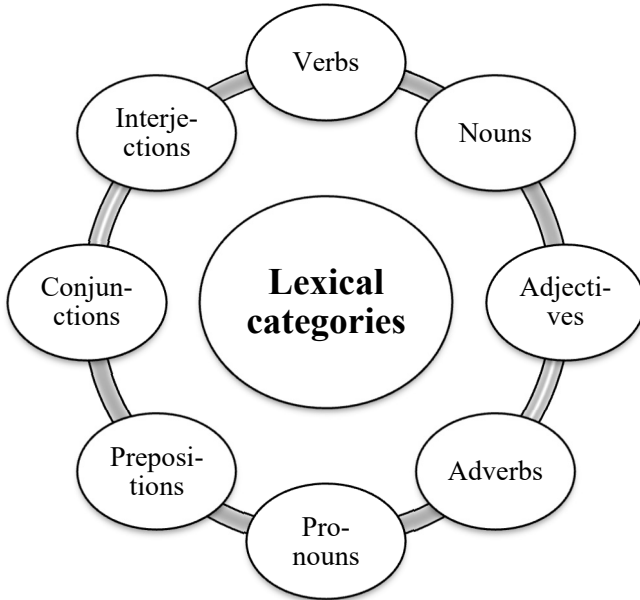 Verbs
Nouns
Adjecti-
ves
Adverbs
Pro-
nouns
Preposi-
tions
Conjun-
ctions
Interje-
ctions
Lexical
categories